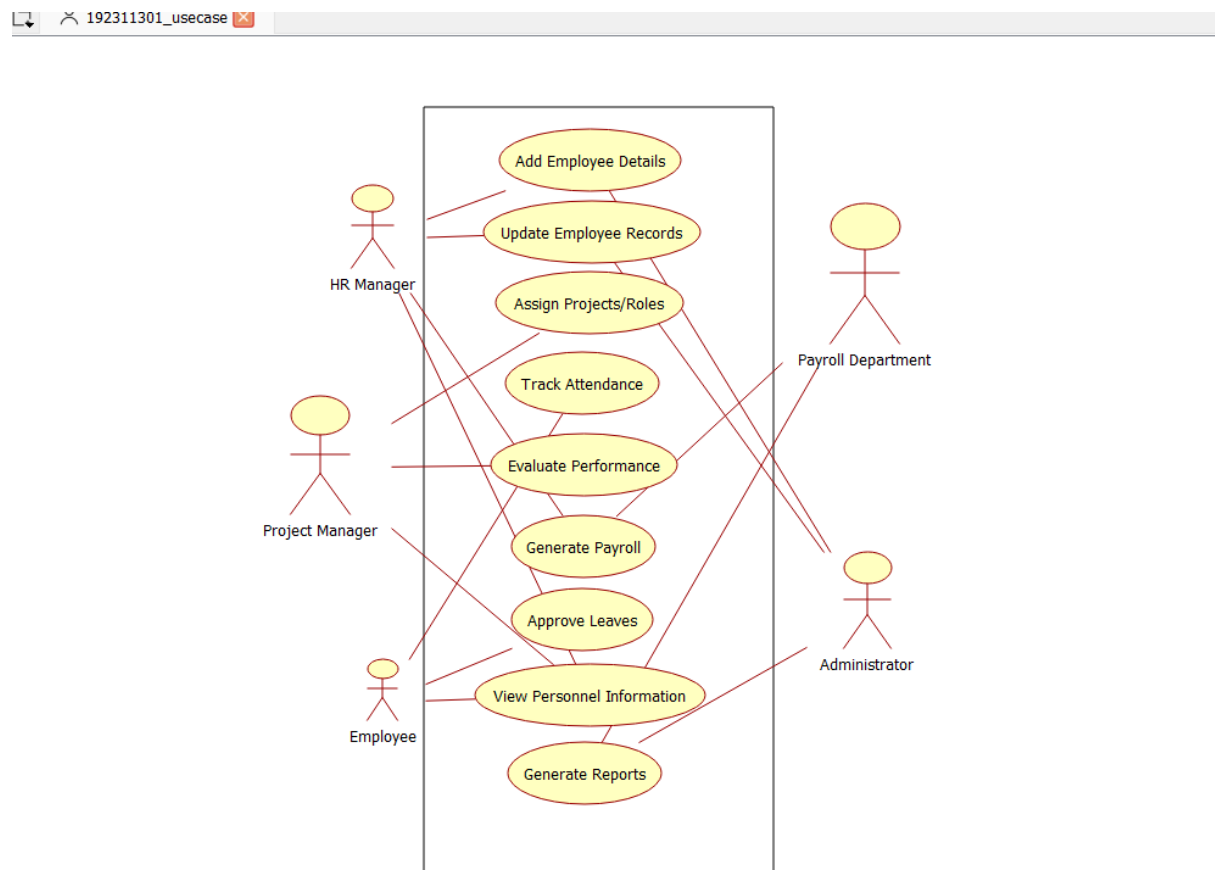 192311301_usecase
Add Employee Details
Update Employee Records
HR Manager
Assign Projects/Roles
Payroll Department
Track Attendance
Evaluate Performance
Project Manager
Generate Payroll
Approve Leaves
Administrator
View Personnel Information
Employee
Generate Reports